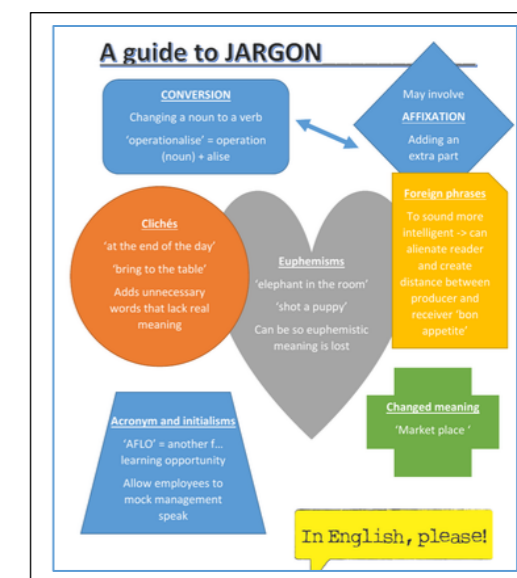 A guide to JARGON
CONVERSION
Changing a noun to a verb
'operationalise' = operation
(noun) + alise
May involve
AFFIXATION
Adding an
extra part
Clichés
'at the end of the day'
'bring to the table'
Adds unnecessary
words that lack real
meaning
Euphemisms
'elephant in the room'
'shot a puppy'
Can be so euphemistic
meaning is lost
Foreign phrases
To sound more
intelligent -> can
alienate reader
and create
distance between
producer and
receiver 'bon
appetite'
Acronym and initialisms
'AFLO' = another f...
learning opportunity
Allow employees to
mock management
speak
Changed meaning
'Market place '
In English, please!